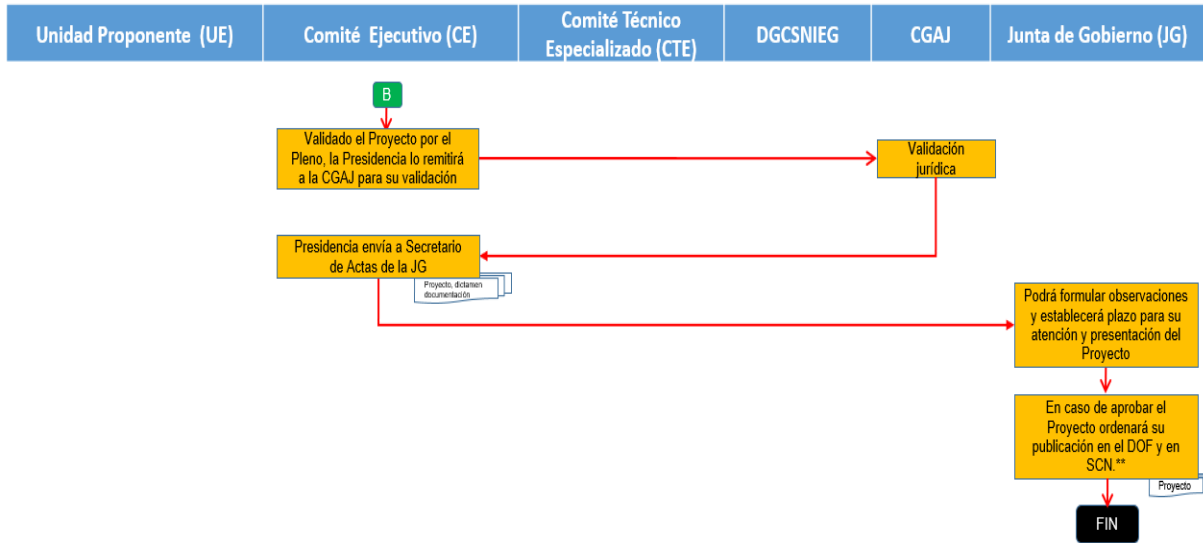 Unidad Proponente (UE)
Comité Ejecutivo (CE)
Comité Técnico
Especializado (CTE)
DGCSNIEG
CGAJ
Junta de Gobierno (JG)
B
Validado el Proyecto por el
Pleno, la Presidencia lo remitirá
a la CGAJ para su validación
Validación
jurídica
Presidencia envía a Secretario
de Actas de la JG
Proyecto, dictamen
documentación
Podrá formular observaciones
y establecerá plazo para su
atención y presentación del
Proyecto
En caso de aprobar el
Proyecto ordenará su
publicación en el DOF y en
SCN.**
Proyecto
FIN